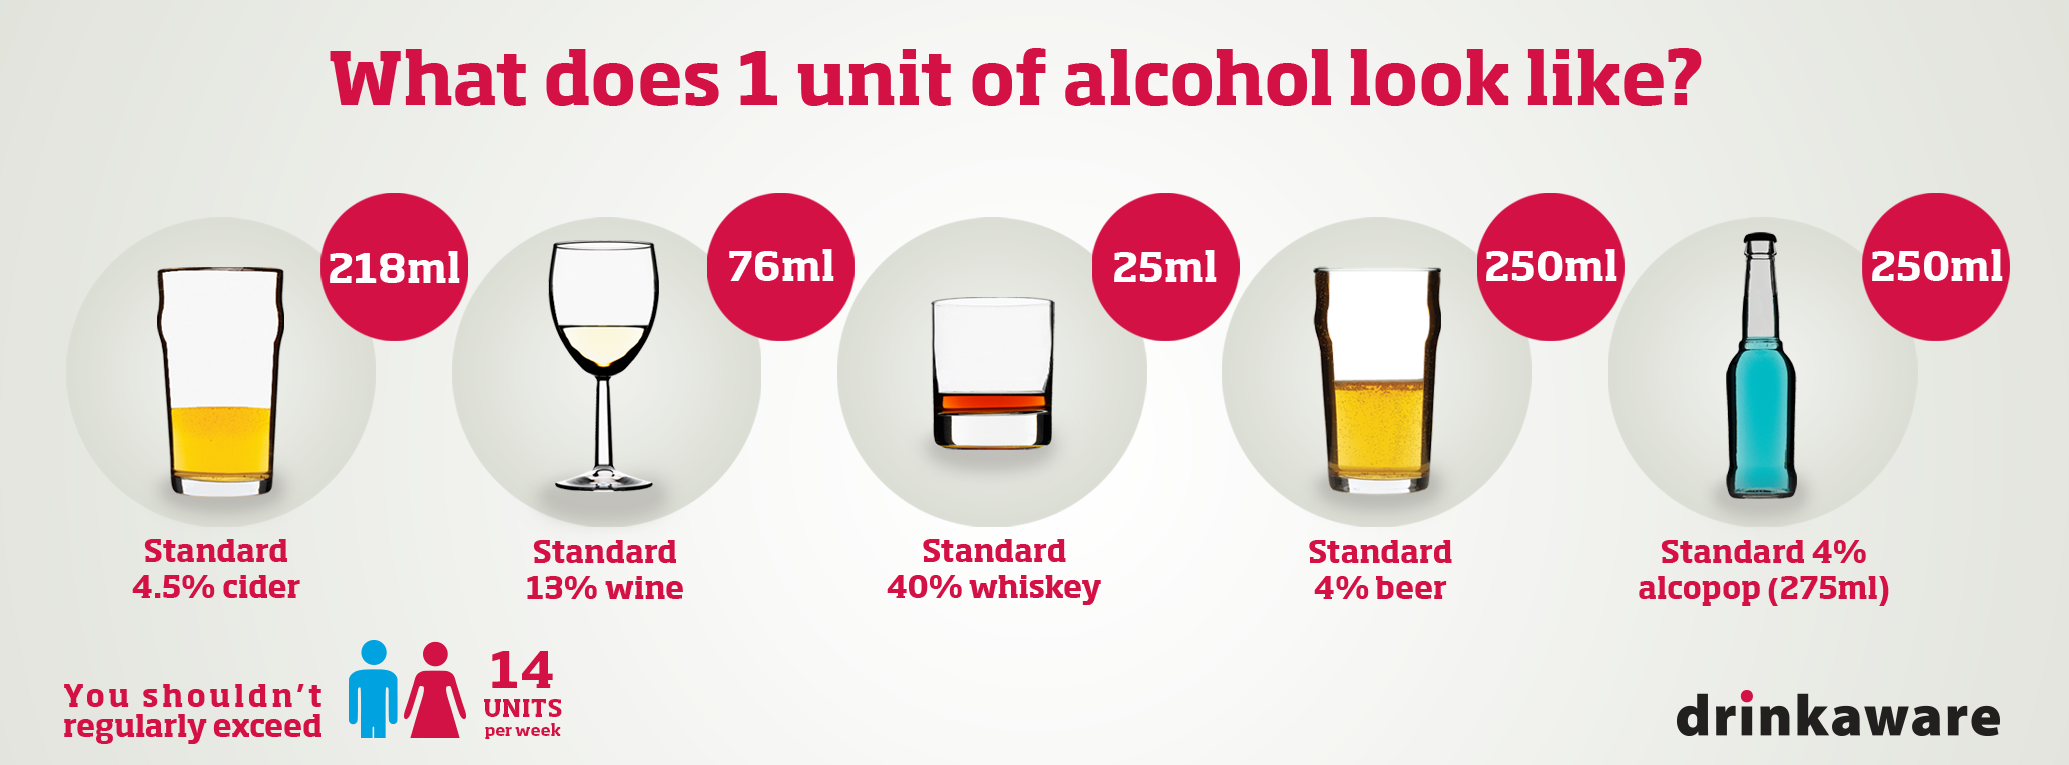 What does 1 unit of alcohol look like?
218ml
76ml
25ml
250ml
250ml
Standard
4.5% cider
Standard
13% wine
Standard
40% whiskey
Standard
4% beer
Standard 4%
alcopop (275ml)
You shouldn't
regularly exceed
14
UNITS
per week
drinkaware